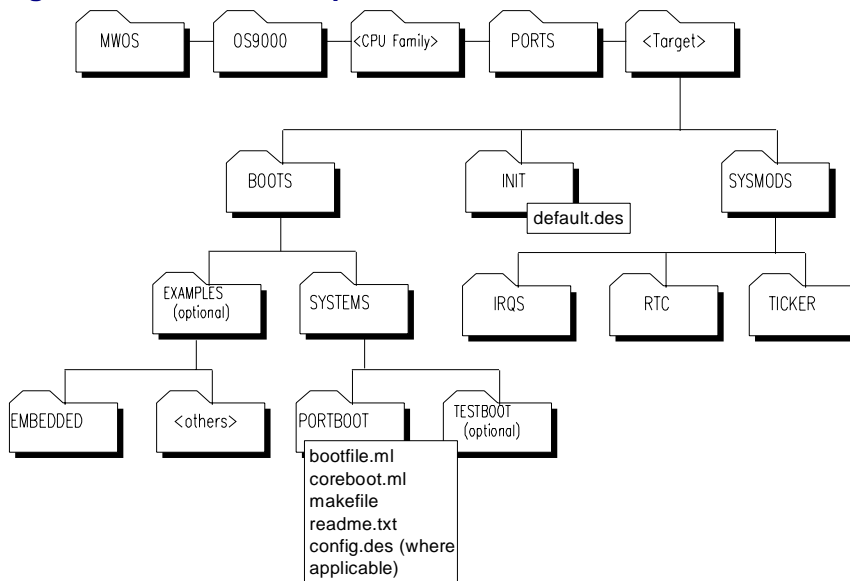 MWOS OS9000 <CPU Family> PORTS <Target>
BOOTS INIT SYSMODS
default.des
EXAMPLES
(optional)
SYSTEMS IRQS RTC TICKER
EMBEDDED <others> PORTBOOT TESTBOOT
(optional)
bootfile.ml
coreboot.ml
makefile
readme.txt
config.des (where
applicable)